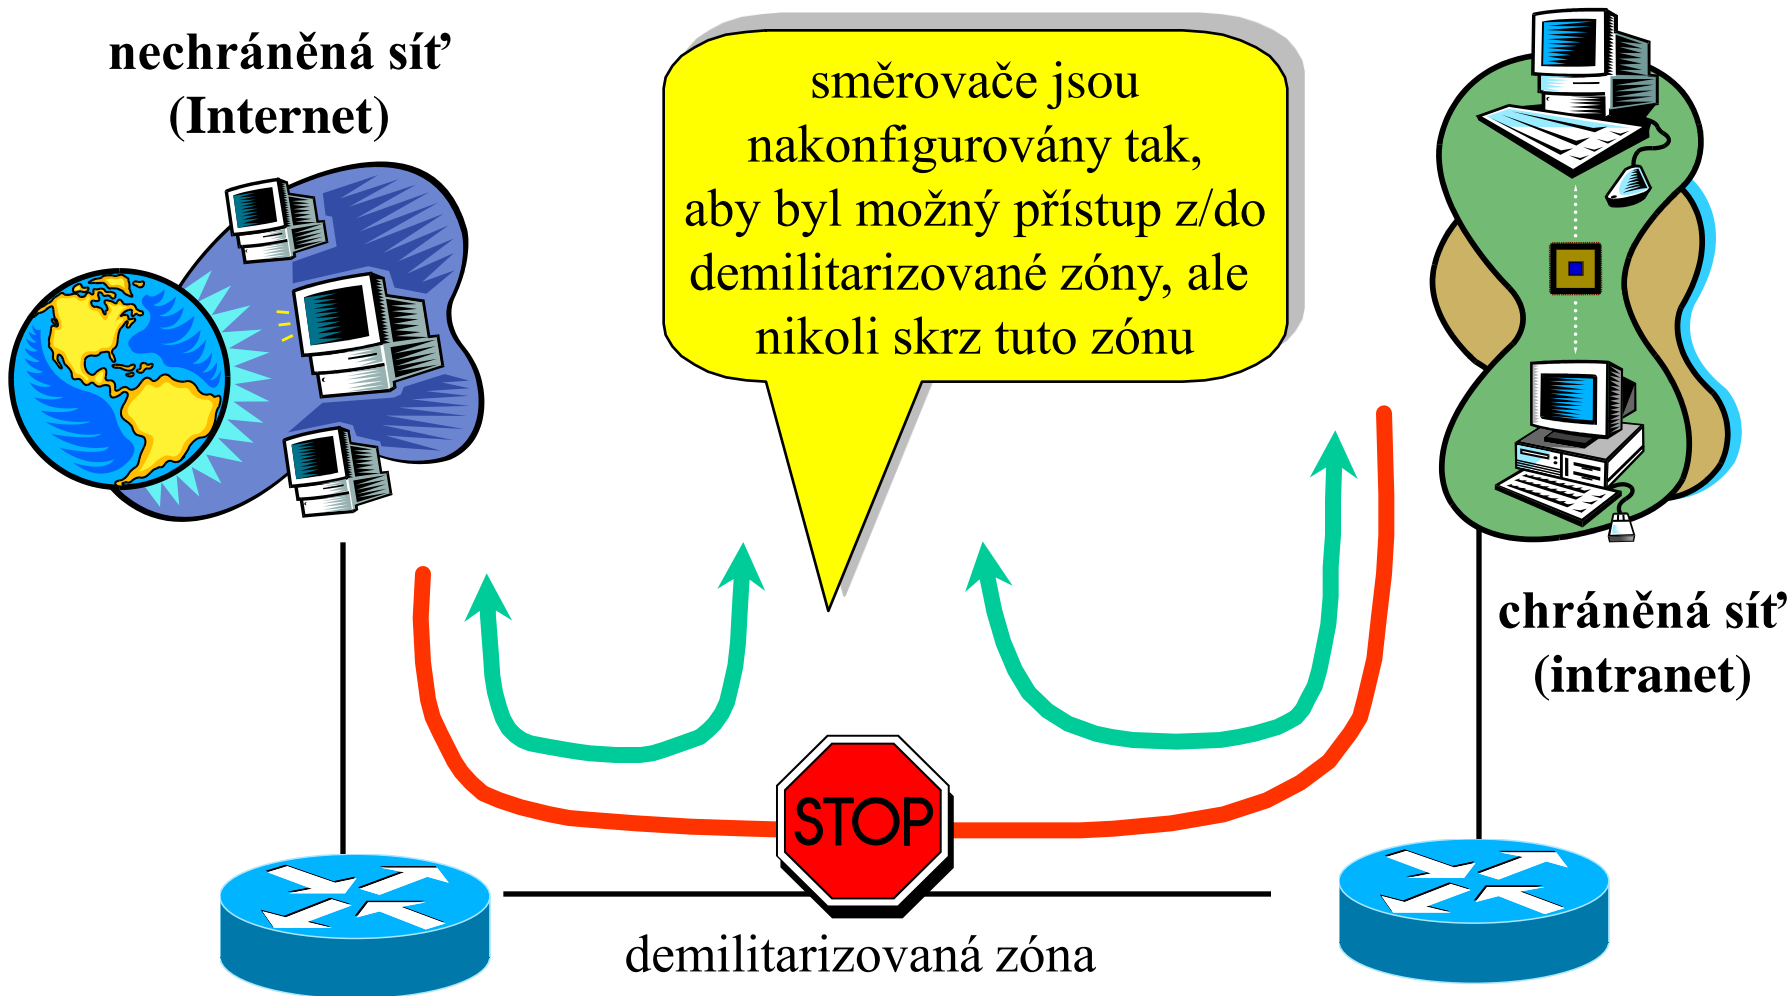 nechráněná síť
(Internet)
směrovače jsou
nakonfigurovány tak,
aby byl možný přístup z/do
demilitarizované zóny, ale
nikoli skrz tuto zónu
chráněná síť
(intranet)
STOP
demilitarizovaná zóna